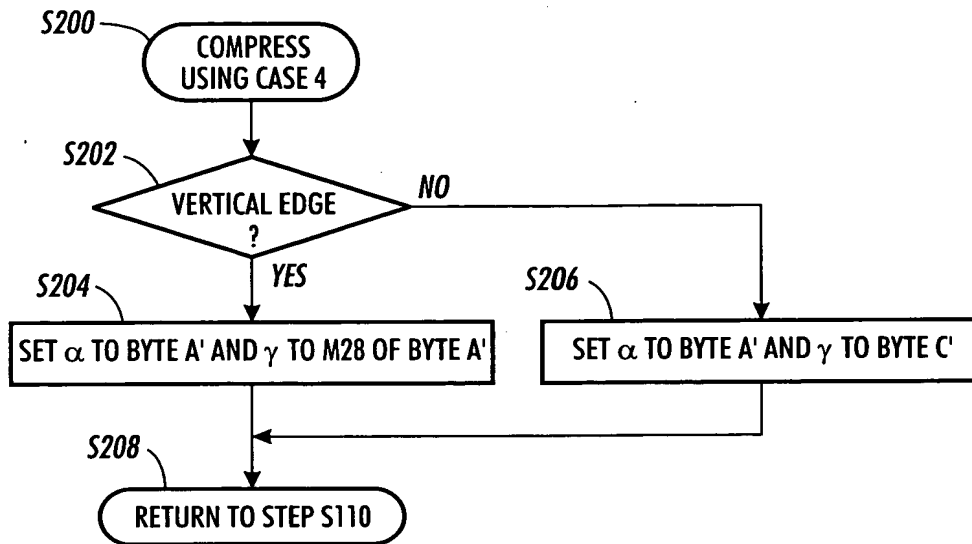 S200
COMPRESS
USING CASE 4
S202
VERTICAL EDGE
?
NO
YES
S204
SET α TO BYTE A' AND γ TO M28 OF BYTE A'
S206
SET α TO BYTE A' AND γ TO BYTE C'
S208
RETURN TO STEP S110